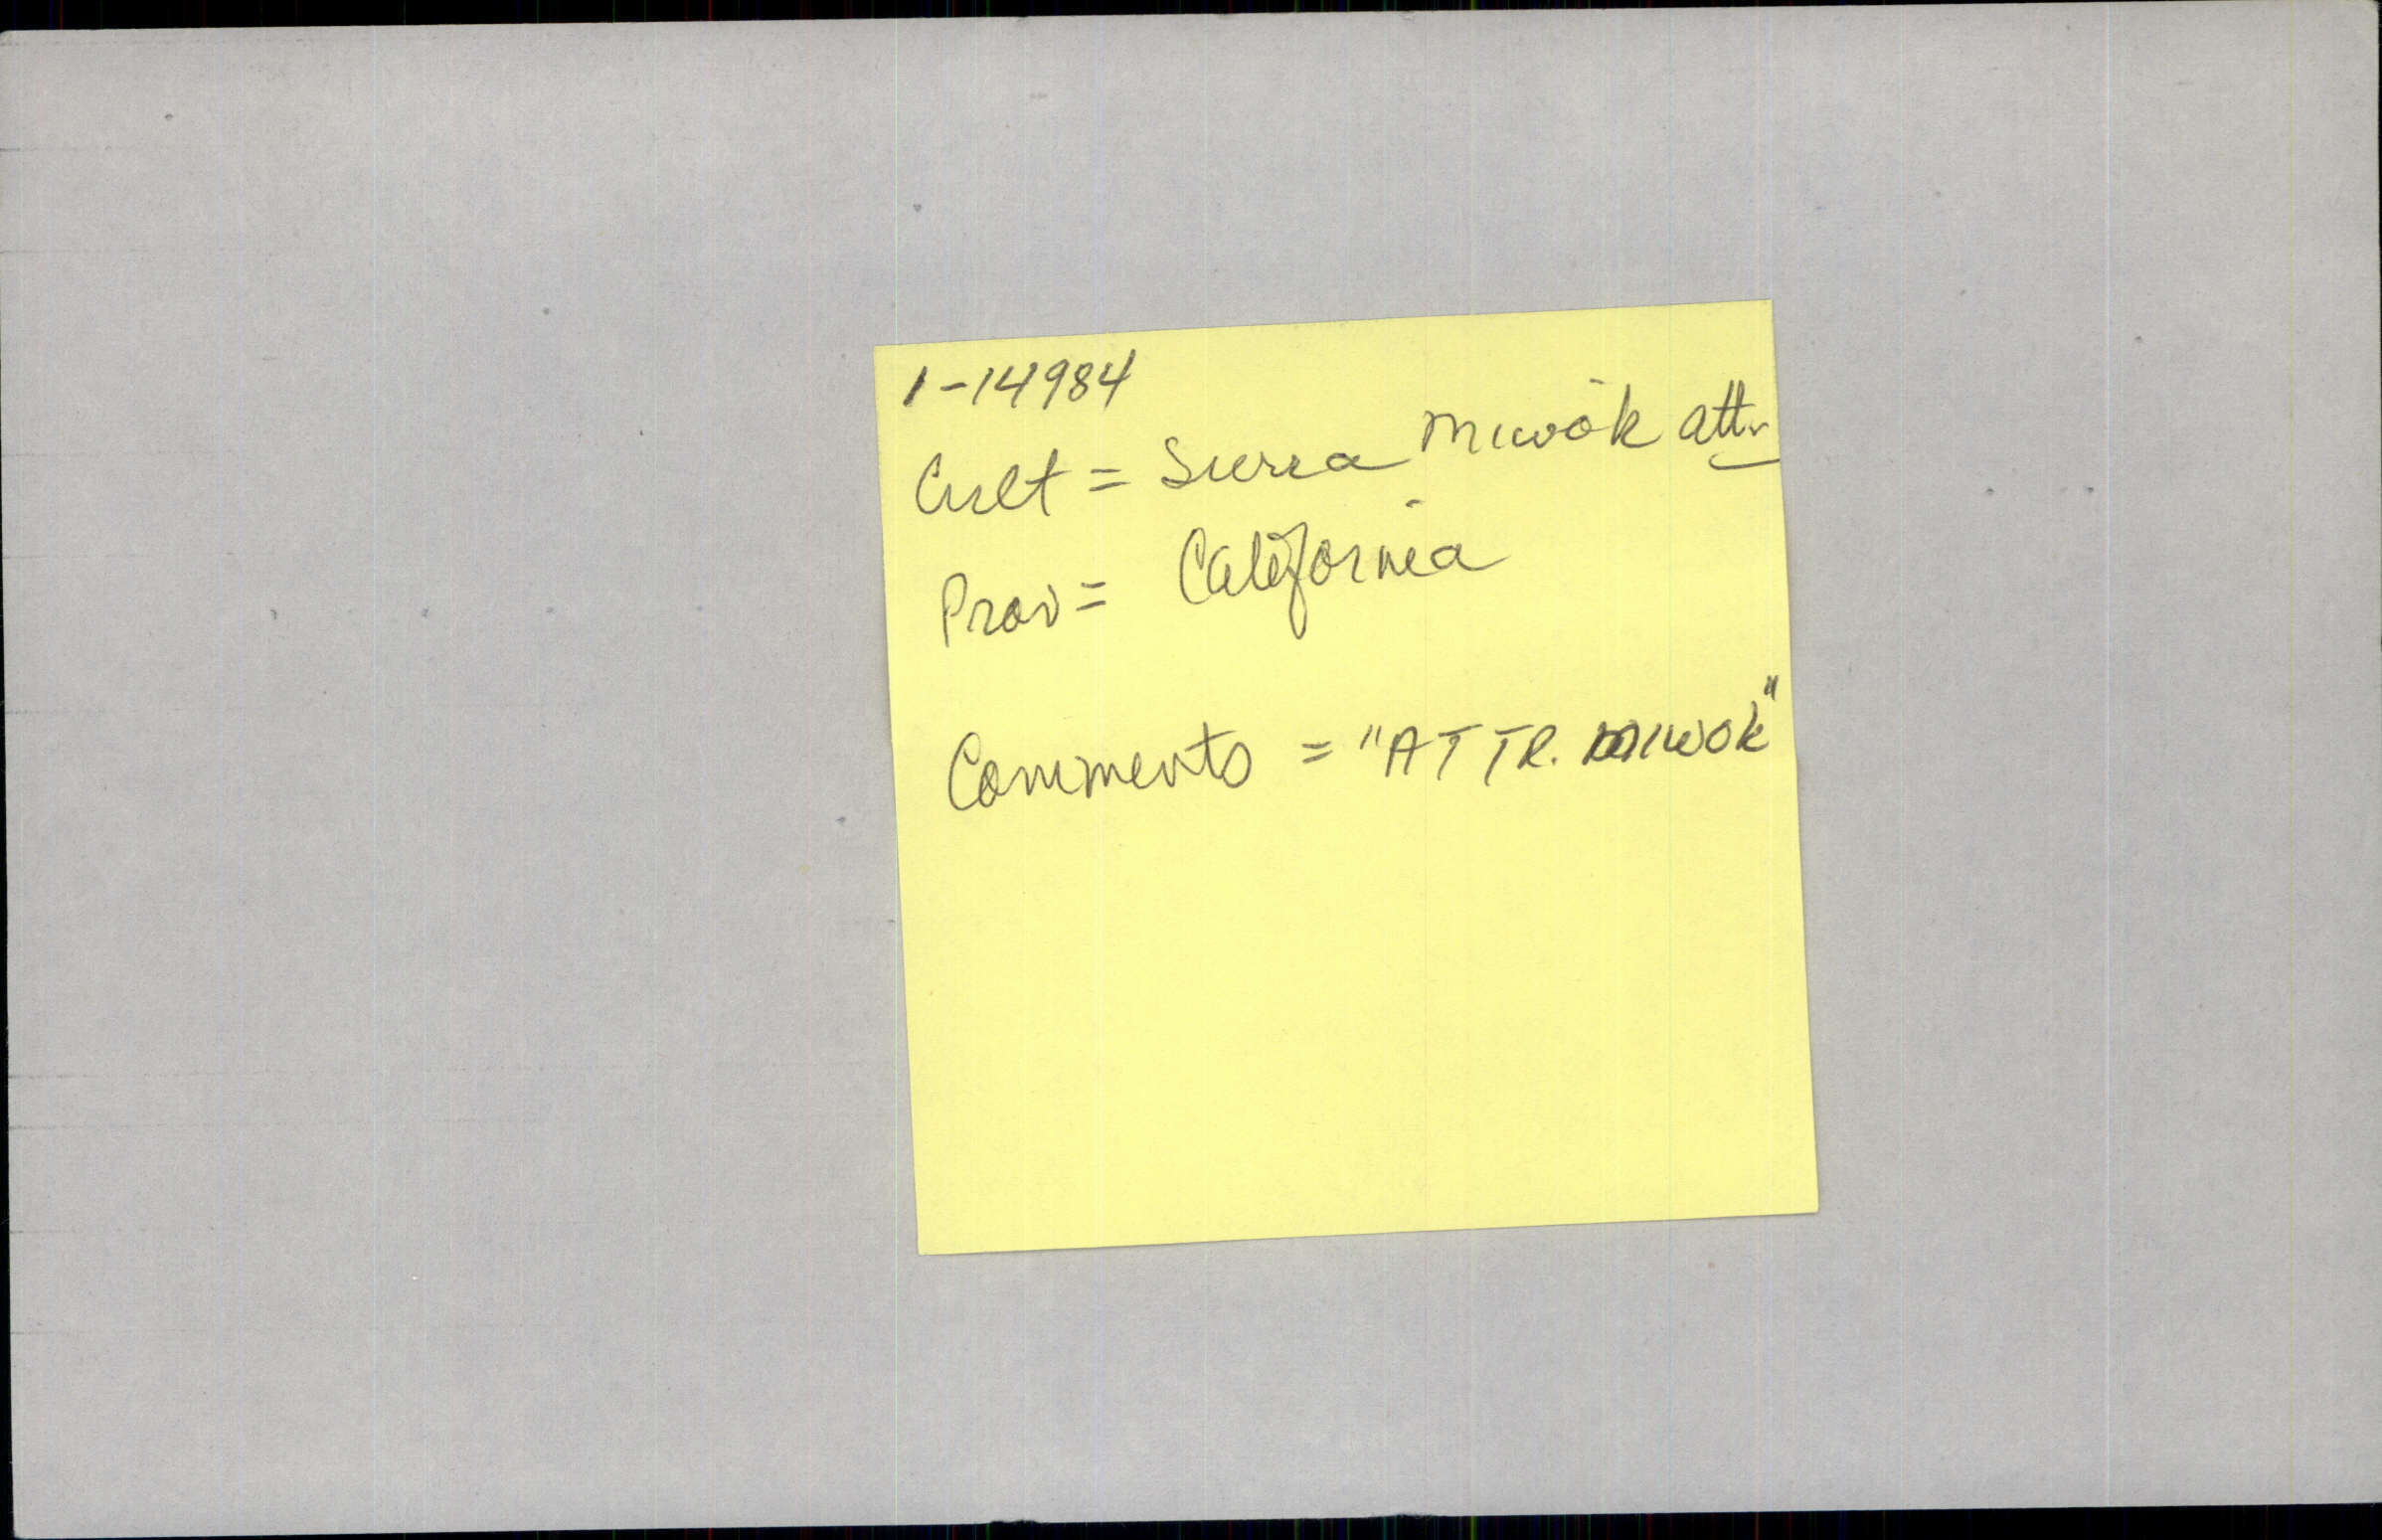 1-14984
Cult = Sierra Miwok attr
Prov = California
Comments = "ATTR. Miwok"